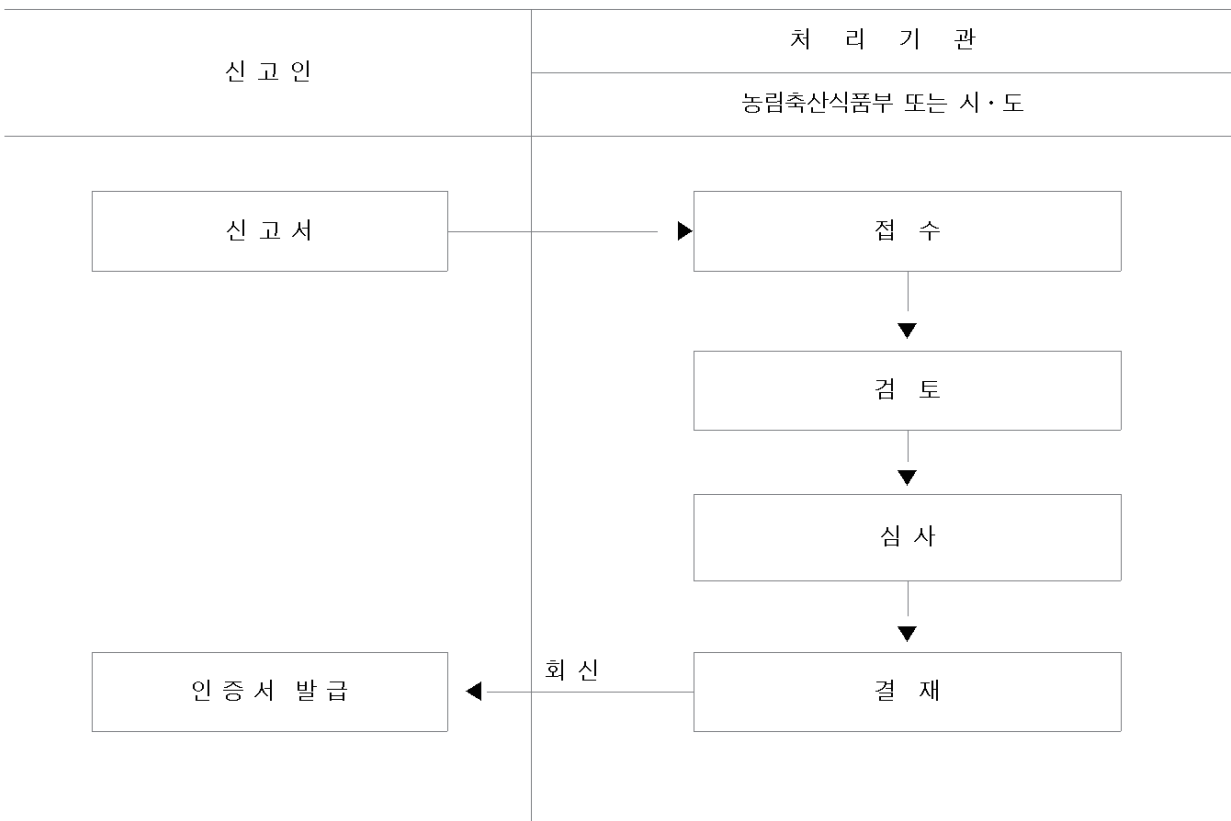 신 고 인
처 리 기 관
농림축산식품부 또는 시·도
신 고 서
접 수
검 토
심 사
회 신
인 증 서 발 급
결 재